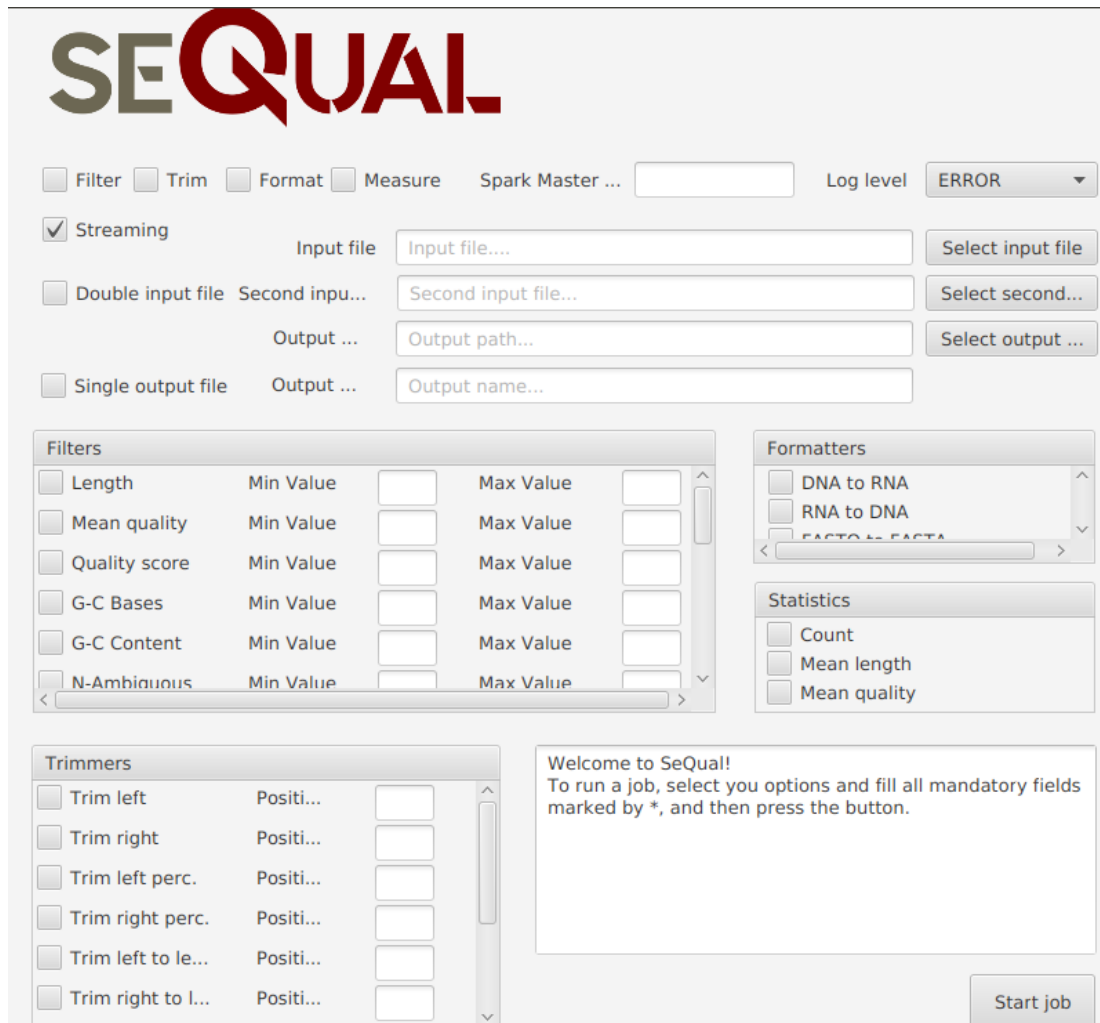 SEQUAL
Filter Trim Format Measure Spark Master ... Log level ERROR
Streaming
Input file Input file.... Select input file
Double input file Second inpu... Second input file... Select second...
Output ... Output path... Select output ...
Single output file Output ... Output name...
Filters
Length Min Value Max Value
Mean quality Min Value Max Value
Quality score Min Value Max Value
G-C Bases Min Value Max Value
G-C Content Min Value Max Value
N-Ambiguous Min Value Max Value
Formatters
DNA to RNA
RNA to DNA
FASTQ to FASTA
Statistics
Count
Mean length
Mean quality
Trimmers
Trim left Positi...
Trim right Positi...
Trim left perc. Positi...
Trim right perc. Positi...
Trim left to le... Positi...
Trim right to l... Positi...
Welcome to SeQual!
To run a job, select you options and fill all mandatory fields
marked by *, and then press the button.
Start job